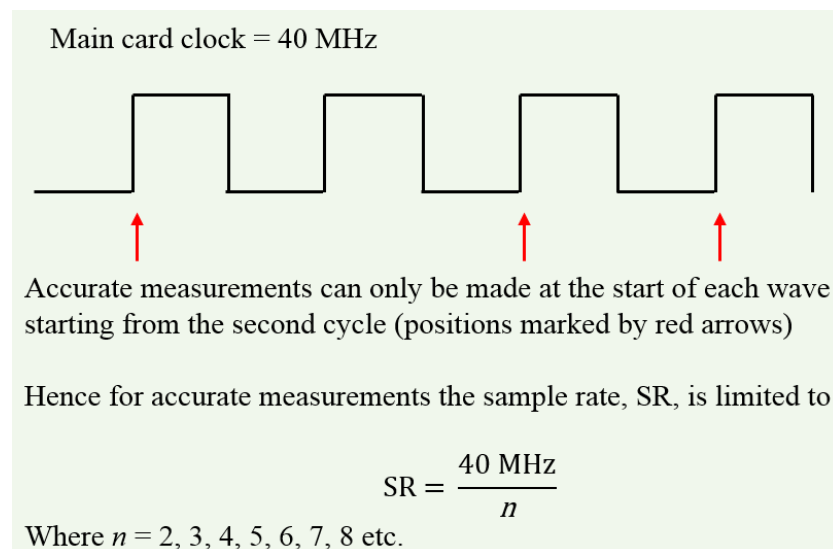 Main card clock = 40 MHz
Accurate measurements can only be made at the start of each wave
starting from the second cycle (positions marked by red arrows)
Hence for accurate measurements the sample rate, SR, is limited to
SR = 40 MHz / n
Where n = 2, 3, 4, 5, 6, 7, 8 etc.